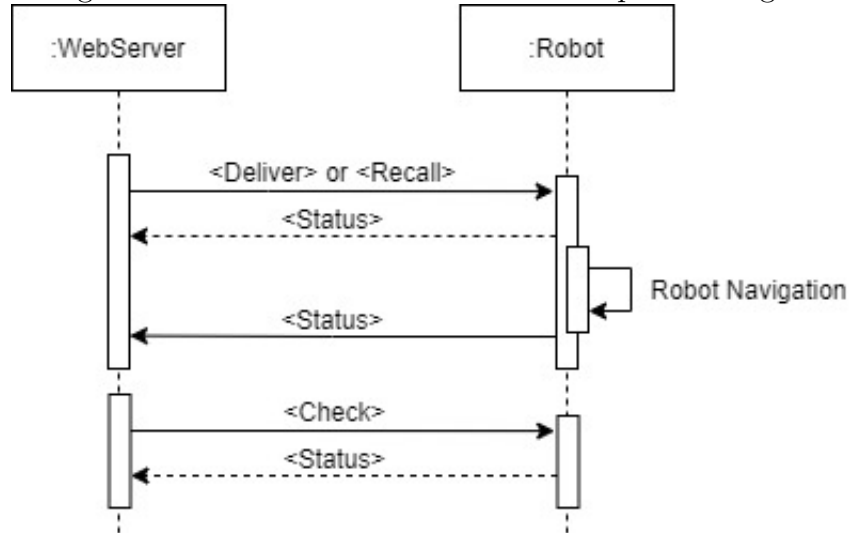 :WebServer
:Robot
<Deliver> or <Recall>
<Status>
Robot Navigation
<Status>
<Check>
<Status>